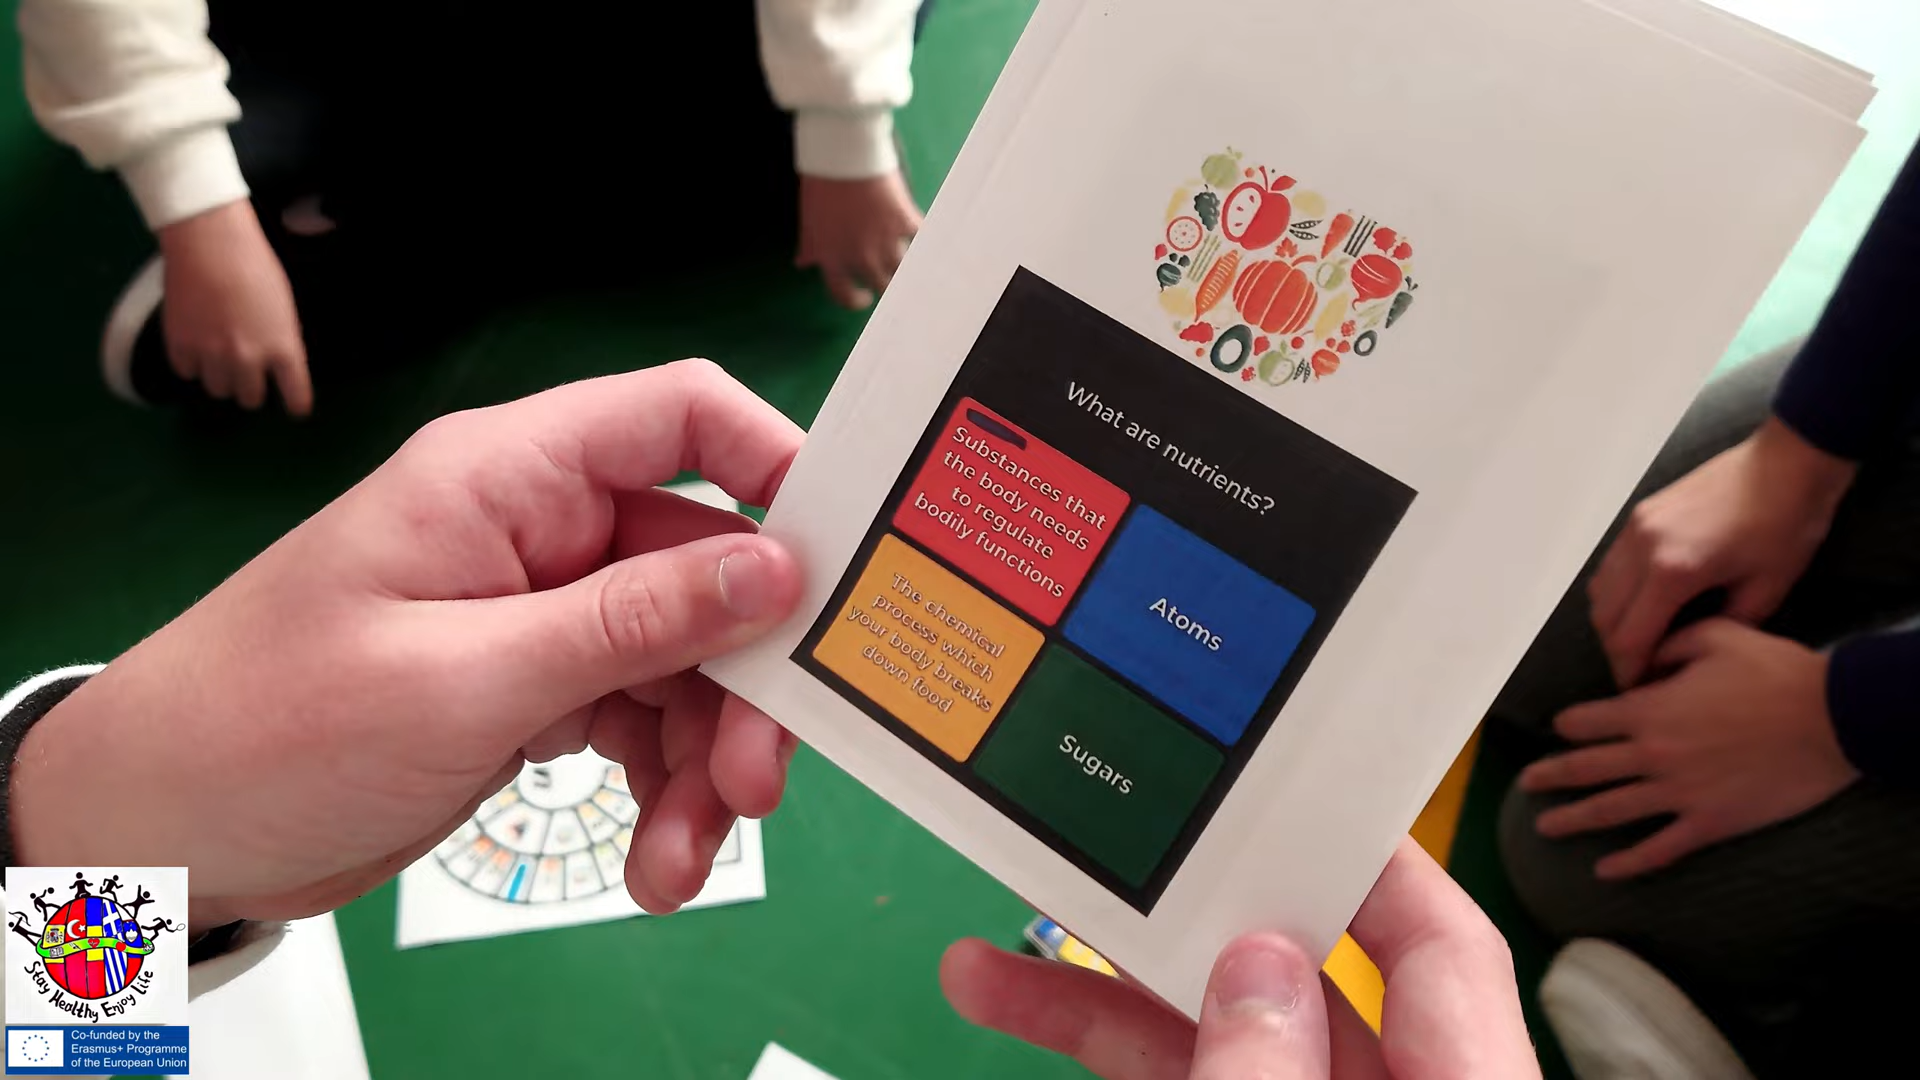 What are nutrients?
Substances that
the body needs
to regulate
bodily functions
Atoms
The chemical
process which
your body breaks
down food
Sugars
Stay Healthy Enjoy Life
Co-funded by the
Erasmus+ Programme
of the European Union